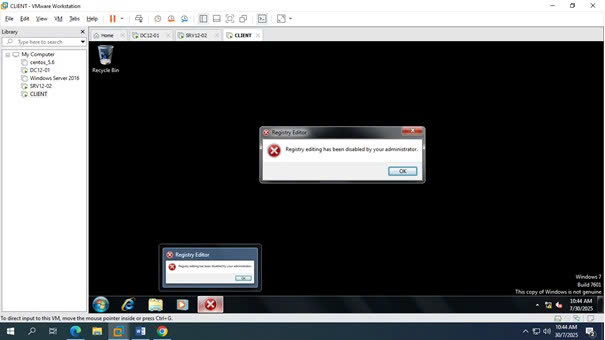 CLIENT - VMware Workstation
File Edit View VM Tabs Help
Library
Type here to search
My Computer
centos_5.6
DC12-01
Windows Server 2016
SRV12-02
CLIENT
Home DC12-01 SRV12-02 CLIENT
Recycle Bin
Registry Editor
Registry editing has been disabled by your administrator.
OK
Registry Editor
Registry editing has been disabled by your administrator.
OK
Windows 7
Build 7601
This copy of Windows is not genuine
10:44 AM
7/30/2025
To direct input to this VM, move the mouse pointer inside or press Ctrl+G.
10:44 AM
30/7/2025